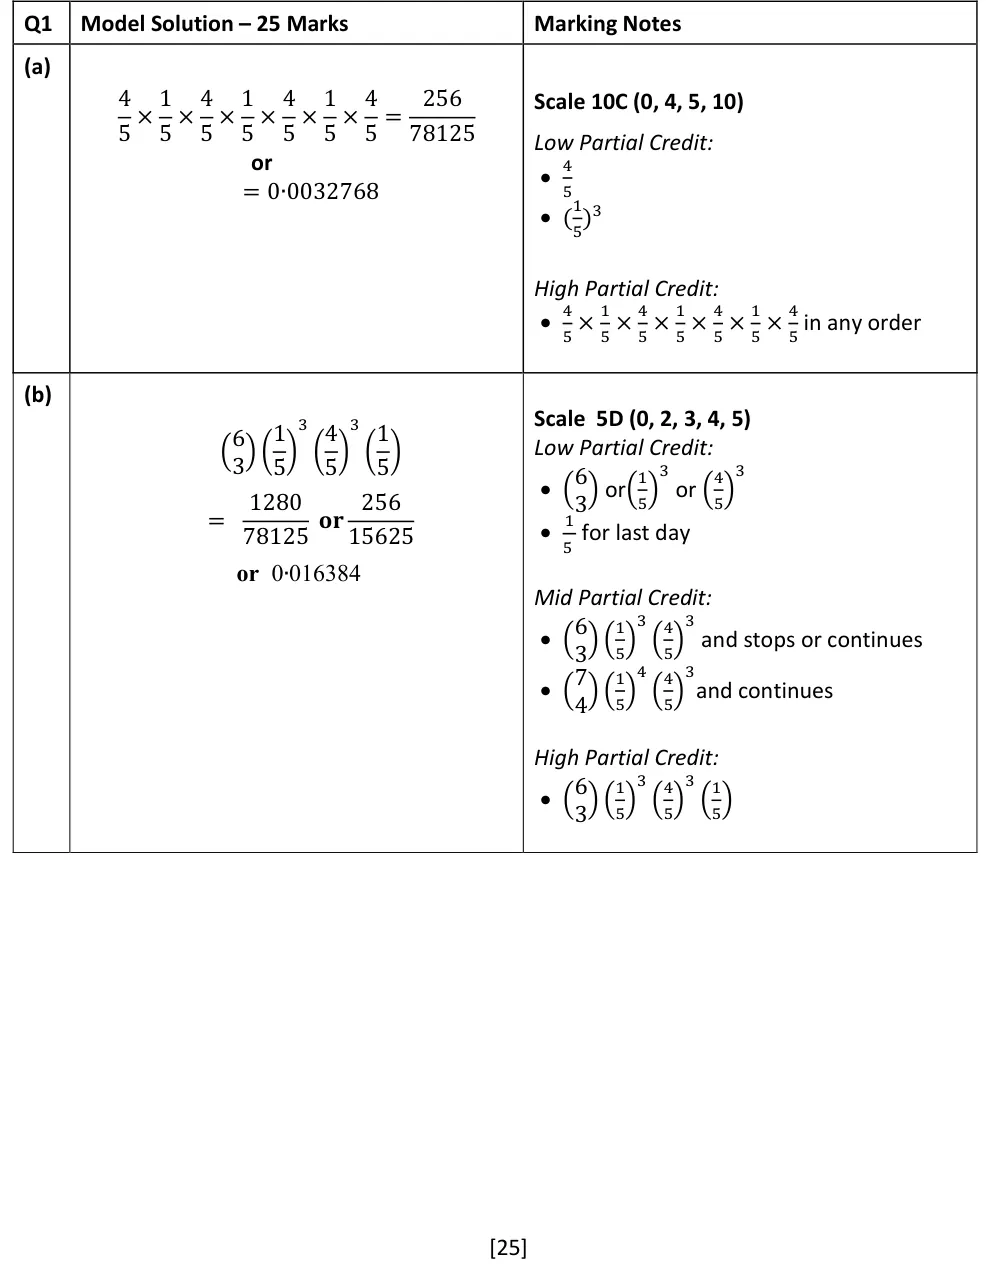 Q1 Model Solution – 25 Marks Marking Notes
(a)
4/5 × 1/5 × 4/5 × 1/5 × 4/5 × 1/5 × 4/5 = 256/78125
or
= 0·0032768
Scale 10C (0, 4, 5, 10)
Low Partial Credit:
• 4/5
• (1/5)³
High Partial Credit:
• 4/5 × 1/5 × 4/5 × 1/5 × 4/5 × 1/5 × 4/5 in any order
(b)
(6 3) (1/5)³ (4/5)³ (1/5)
= 1280/78125 or 256/15625
or 0·016384
Scale 5D (0, 2, 3, 4, 5)
Low Partial Credit:
• (6 3) or (1/5)³ or (4/5)³
• 1/5 for last day
Mid Partial Credit:
• (6 3) (1/5)³ (4/5)³ and stops or continues
• (7 4) (1/5)⁴ (4/5)³ and continues
High Partial Credit:
• (6 3) (1/5)³ (4/5)³ (1/5)
[25]